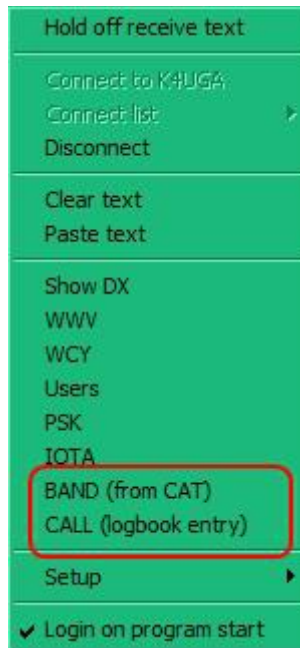 Hold off receive text
Connect to K4UGA
Connect list
Disconnect
Clear text
Paste text
Show DX
WWV
WCY
Users
PSK
IOTA
BAND (from CAT)
CALL (logbook entry)
Setup
Login on program start